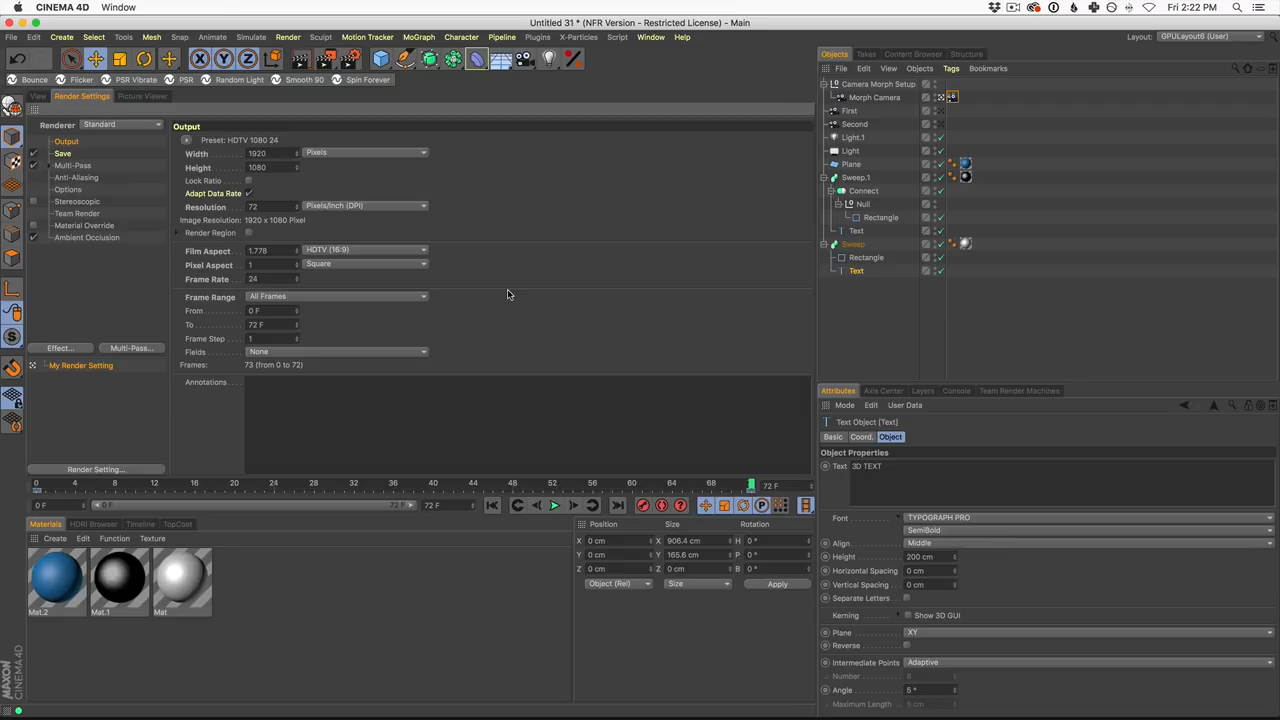 CINEMA 4D Window Fri 2:22 PM
Untitled 31 * (NFR Version - Restricted License) - Main
File Edit Create Select Tools Mesh Snap Animate Simulate Render Sculpt Motion Tracker MoGraph Character Pipeline Plugins X-Particles Script Window Help Layout: GPULayout6 (User)
Bounce Flicker PSR Vibrate PSR Random Light Smooth 90 Spin Forever
View Render Settings Picture Viewer
Renderer Standard
Output
Save
Multi-Pass
Anti-Aliasing
Options
Stereoscopic
Team Render
Material Override
Ambient Occlusion
Effect... Multi-Pass...
My Render Setting
Render Setting...
Output
Preset: HDTV 1080 24
Width 1920 Pixels
Height 1080
Lock Ratio
Adapt Data Rate
Resolution 72 Pixels/Inch (DPI)
Image Resolution: 1920 x 1080 Pixel
Render Region
Film Aspect 1.778 HDTV (16:9)
Pixel Aspect 1 Square
Frame Rate 24
Frame Range All Frames
From 0 F
To 72 F
Frame Step 1
Fields None
Frames: 73 (from 0 to 72)
Annotations
0 4 8 12 16 20 24 28 32 36 40 44 48 52 56 60 64 68 72 F
0 F 0 F 72 F 72 F
Materials HDRI Browser Timeline TopCoat
Create Edit Function Texture
Mat.2 Mat.1 Mat
Position Size Rotation
X 0 cm X 906.4 cm H 0 °
Y 0 cm Y 165.6 cm P 0 °
Z 0 cm Z 0 cm B 0 °
Object (Rel) Size Apply
MAXON
CINEMA 4D
Objects Takes Content Browser Structure
File Edit View Objects Tags Bookmarks
Camera Morph Setup
Morph Camera
First
Second
Light.1
Light
Plane
Sweep.1
Connect
Null
Rectangle
Text
Sweep
Rectangle
Text
Attributes Axis Center Layers Console Team Render Machines
Mode Edit User Data
Text Object [Text]
Basic Coord. Object
Object Properties
Text 3D TEXT
Font TYPOGRAPH PRO
SemiBold
Align Middle
Height 200 cm
Horizontal Spacing 0 cm
Vertical Spacing 0 cm
Separate Letters
Kerning Show 3D GUI
Plane XY
Reverse
Intermediate Points Adaptive
Number 8
Angle 5 °
Maximum Length 5 cm